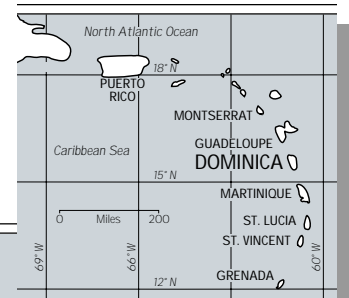 North Atlantic Ocean
18° N
PUERTO
RICO
MONTSERRAT
GUADELOUPE
Caribbean Sea
DOMINICA
15° N
MARTINIQUE
0 Miles 200
ST. LUCIA
ST. VINCENT
69° W
66° W
60° W
GRENADA
12° N